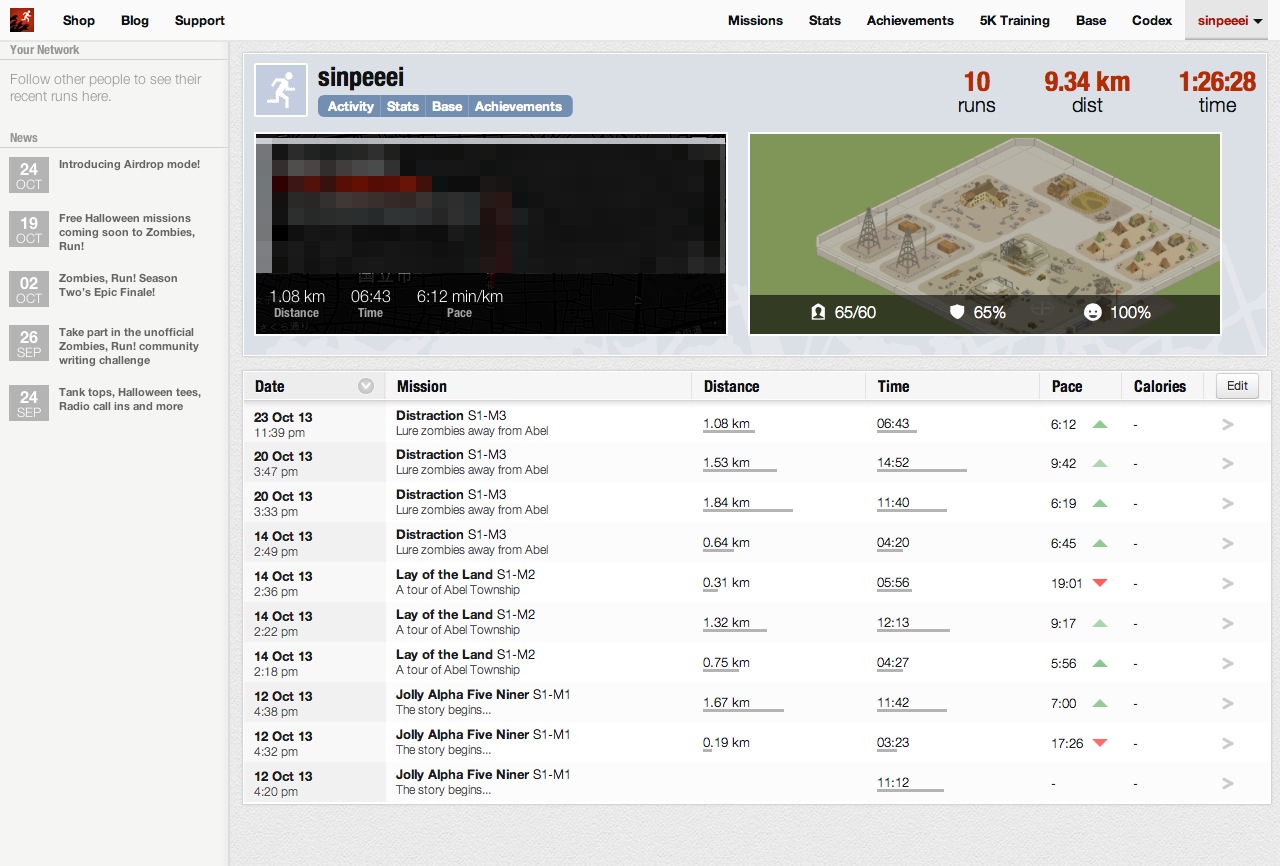 Shop Blog Support Missions Stats Achievements 5K Training Base Codex sinpeeei
Your Network
Follow other people to see their
recent runs here.
News
24
OCT
Introducing Airdrop mode!
19
OCT
Free Halloween missions
coming soon to Zombies,
Run!
02
OCT
Zombies, Run! Season
Two's Epic Finale!
26
SEP
Take part in the unofficial
Zombies, Run! community
writing challenge
24
SEP
Tank tops, Halloween tees,
Radio call ins and more
sinpeeei
Activity Stats Base Achievements
10
runs
9.34 km
dist
1:26:28
time
国立市
1.08 km 06:43 6:12 min/km
Distance Time Pace
65/60 65% 100%
Date Mission Distance Time Pace Calories Edit
23 Oct 13 Distraction S1-M3 1.08 km 06:43 6:12 -
11:39 pm Lure zombies away from Abel
20 Oct 13 Distraction S1-M3 1.53 km 14:52 9:42 -
3:47 pm Lure zombies away from Abel
20 Oct 13 Distraction S1-M3 1.84 km 11:40 6:19 -
3:33 pm Lure zombies away from Abel
14 Oct 13 Distraction S1-M3 0.64 km 04:20 6:45 -
2:49 pm Lure zombies away from Abel
14 Oct 13 Lay of the Land S1-M2 0.31 km 05:56 19:01 -
2:36 pm A tour of Abel Township
14 Oct 13 Lay of the Land S1-M2 1.32 km 12:13 9:17 -
2:22 pm A tour of Abel Township
14 Oct 13 Lay of the Land S1-M2 0.75 km 04:27 5:56 -
2:18 pm A tour of Abel Township
12 Oct 13 Jolly Alpha Five Niner S1-M1 1.67 km 11:42 7:00 -
4:38 pm The story begins...
12 Oct 13 Jolly Alpha Five Niner S1-M1 0.19 km 03:23 17:26 -
4:32 pm The story begins...
12 Oct 13 Jolly Alpha Five Niner S1-M1 11:12 - -
4:20 pm The story begins...